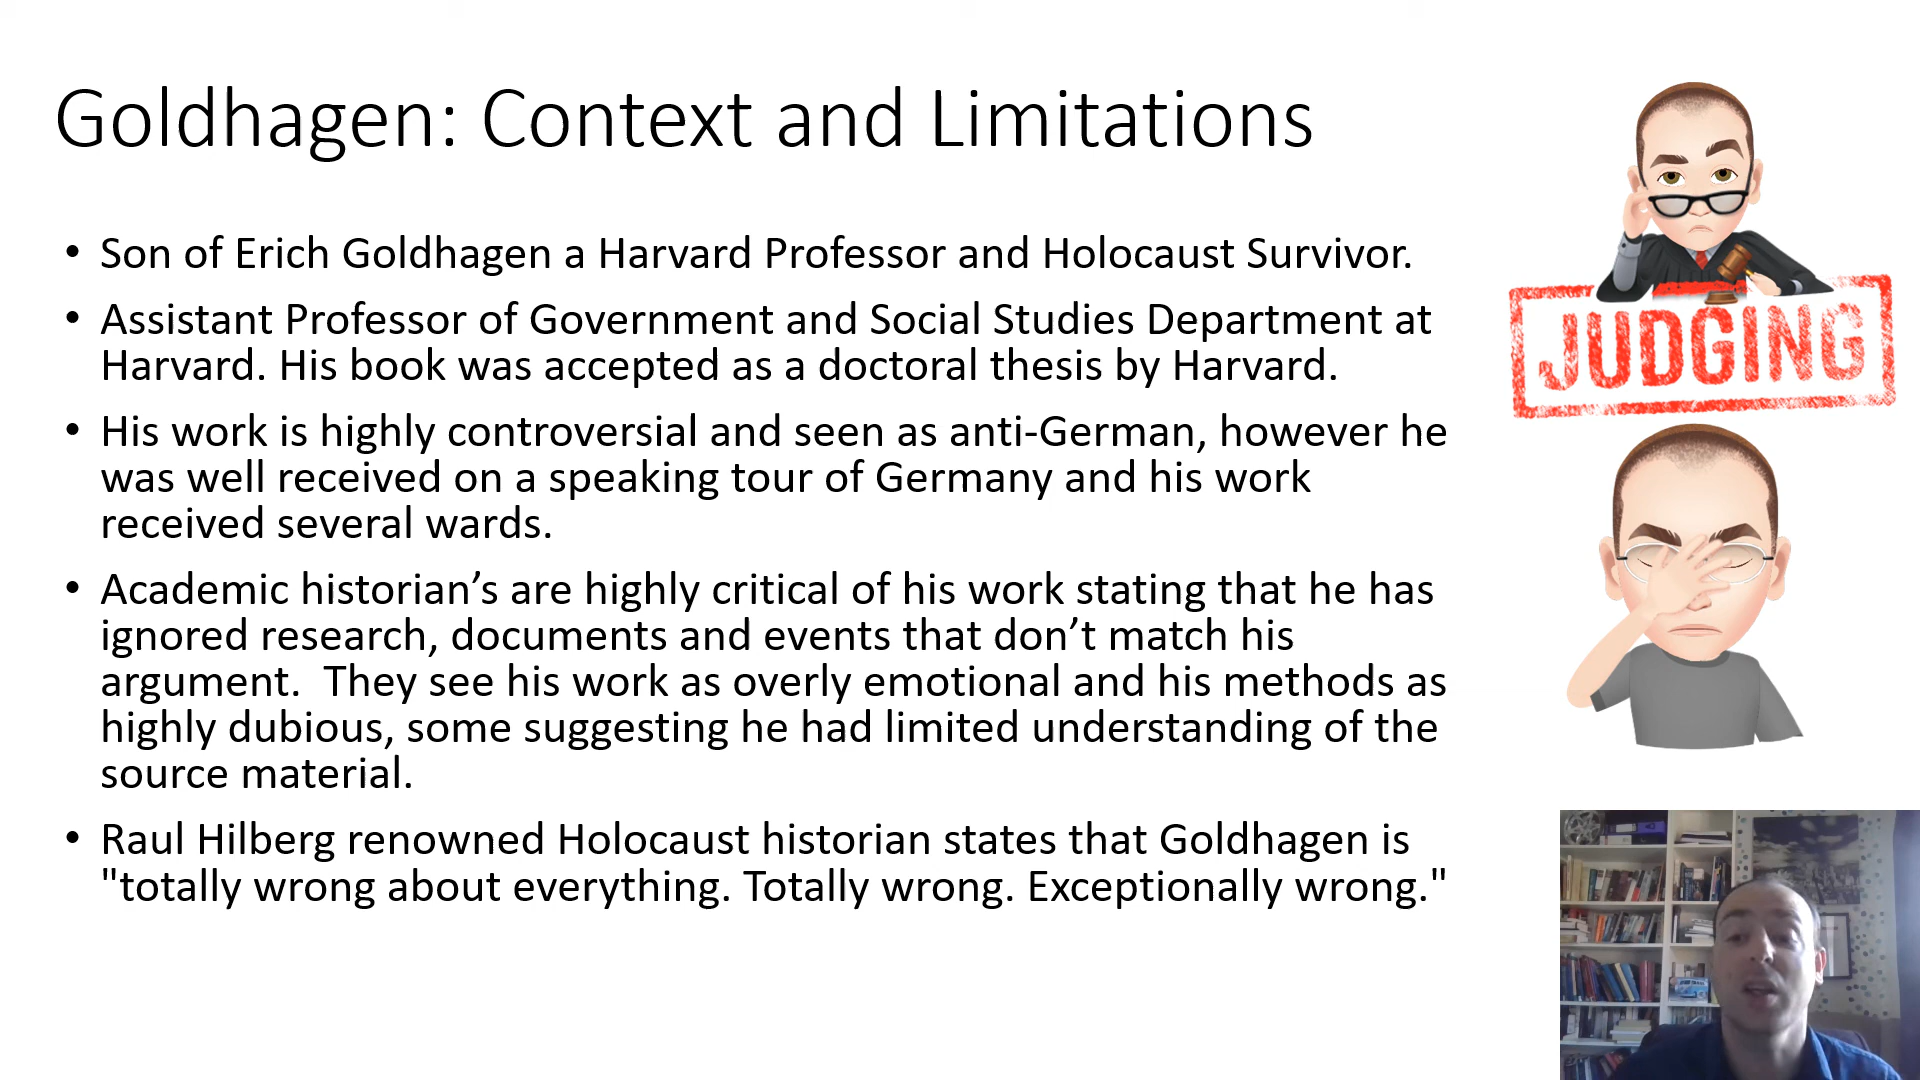 Goldhagen: Context and Limitations
• Son of Erich Goldhagen a Harvard Professor and Holocaust Survivor.
• Assistant Professor of Government and Social Studies Department at
Harvard. His book was accepted as a doctoral thesis by Harvard.
• His work is highly controversial and seen as anti-German, however he
was well received on a speaking tour of Germany and his work
received several wards.
• Academic historian’s are highly critical of his work stating that he has
ignored research, documents and events that don’t match his
argument.  They see his work as overly emotional and his methods as
highly dubious, some suggesting he had limited understanding of the
source material.
• Raul Hilberg renowned Holocaust historian states that Goldhagen is
"totally wrong about everything. Totally wrong. Exceptionally wrong."
JUDGING